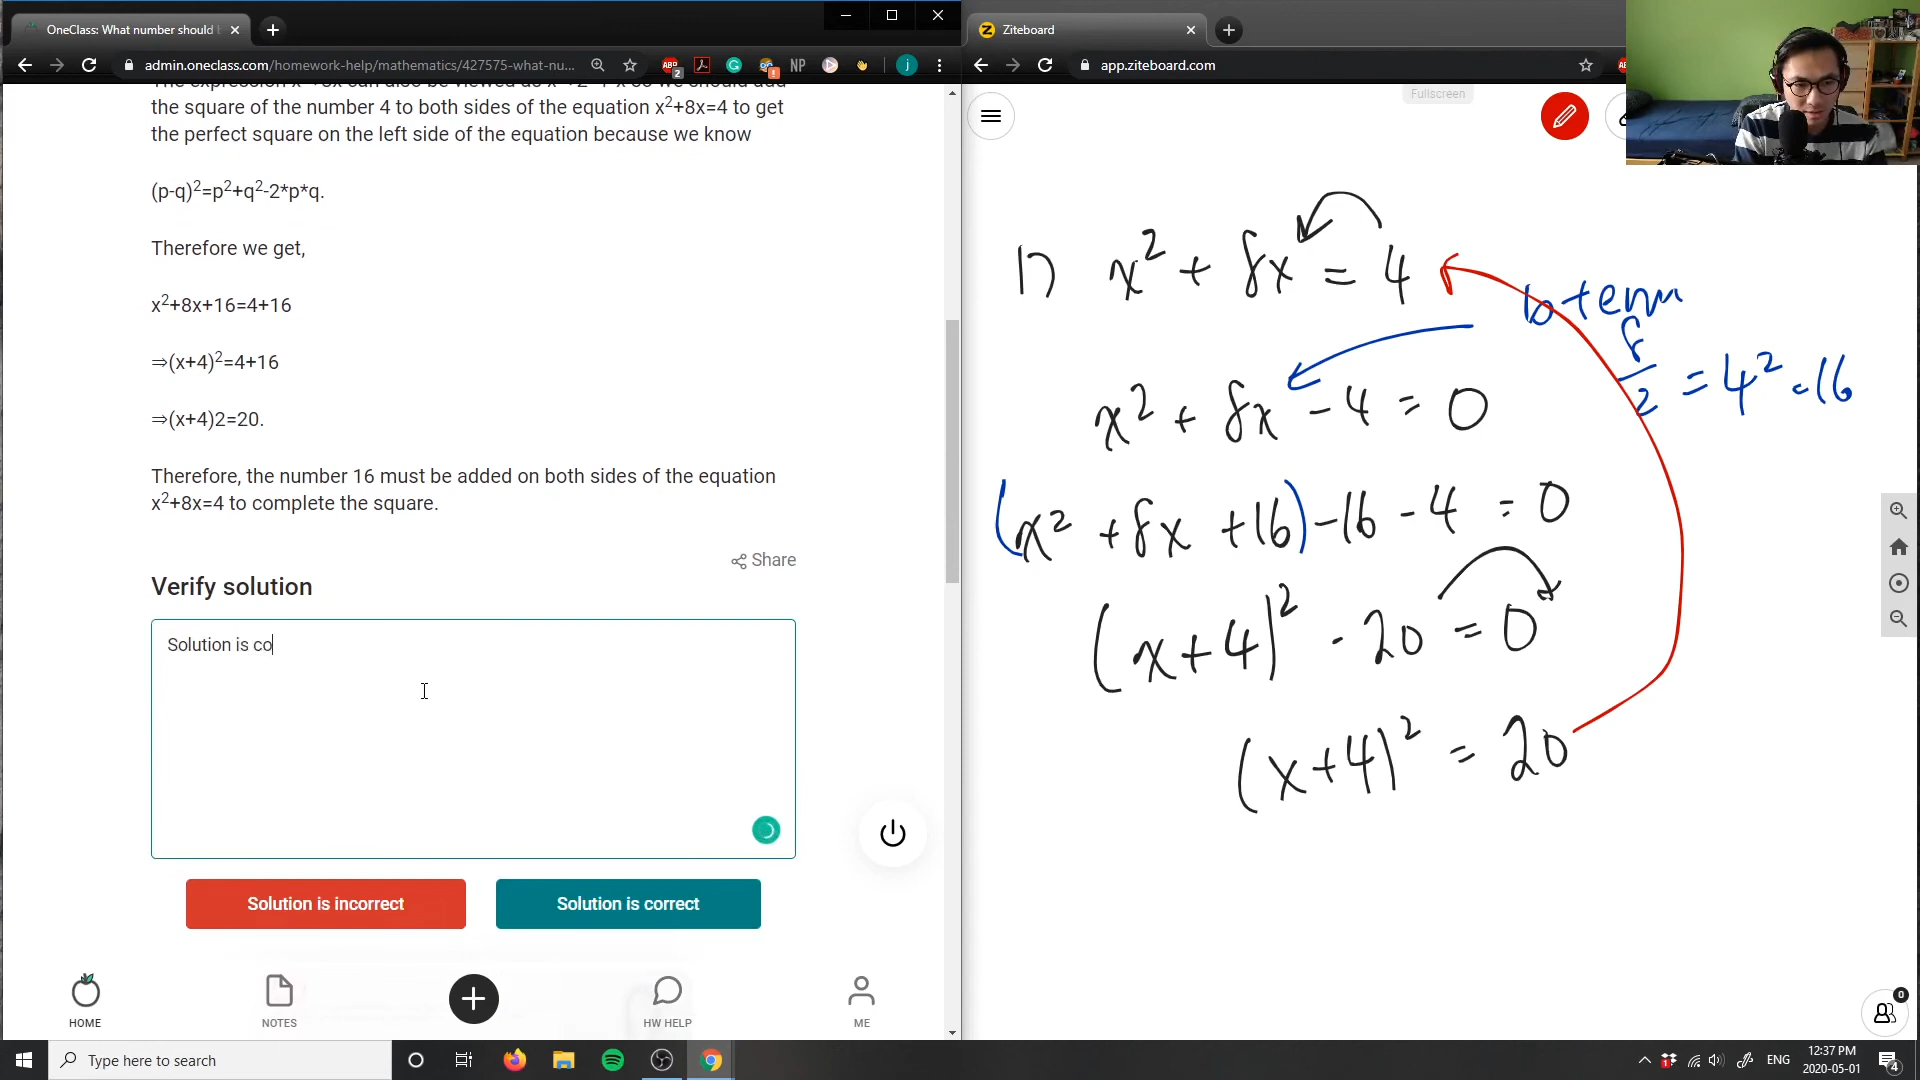 OneClass: What number should
Ziteboard
admin.oneclass.com/homework-help/mathematics/427575-what-nu...
ABP
2
NP
j
app.ziteboard.com
Fullscreen
the square of the number 4 to both sides of the equation x²+8x=4 to get
the perfect square on the left side of the equation because we know
(p-q)²=p²+q²-2*p*q.
Therefore we get,
x²+8x+16=4+16
⇒(x+4)²=4+16
⇒(x+4)2=20.
Therefore, the number 16 must be added on both sides of the equation
x²+8x=4 to complete the square.
Share
Verify solution
Solution is co
Solution is incorrect
Solution is correct
HOME
NOTES
HW HELP
ME
1) x² + 8x = 4
b term
8/2 = 4² = 16
x² + 8x - 4 = 0
(x² + 8x + 16) - 16 - 4 = 0
(x+4)² - 20 = 0
(x+4)² = 20
0
Type here to search
ENG
12:37 PM
2020-05-01
4